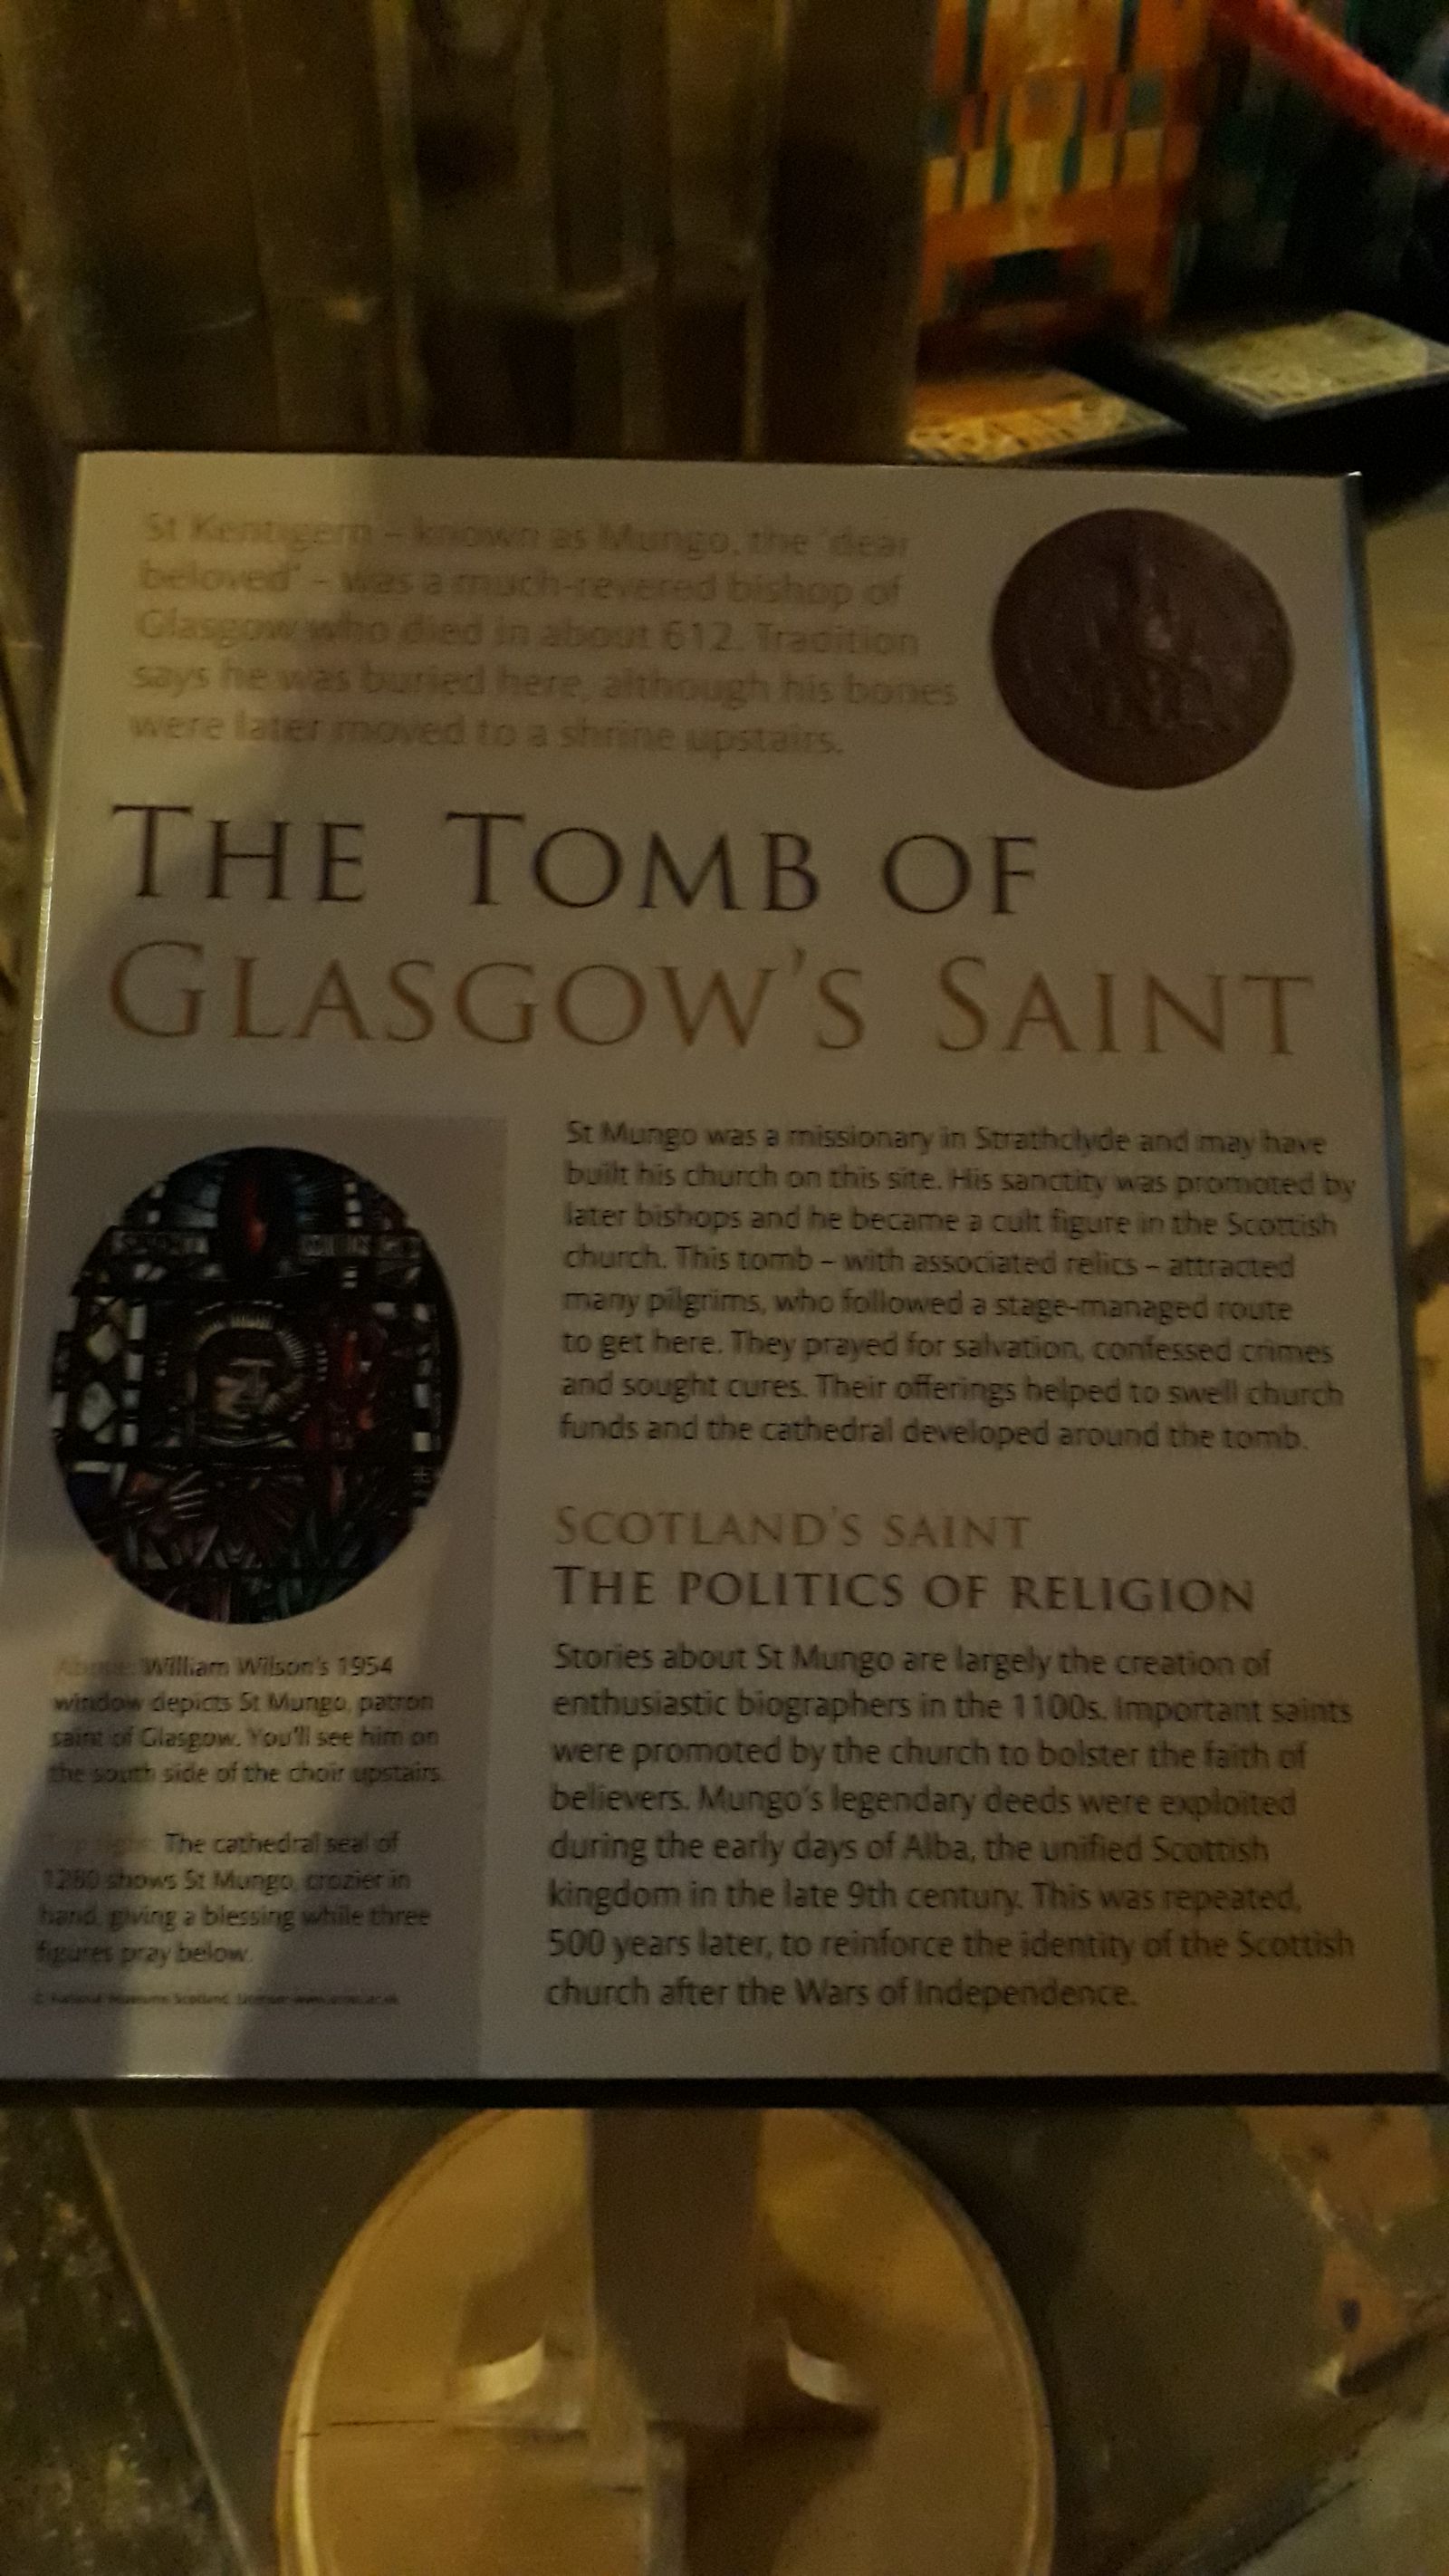 St Kentigern – known as Mungo, the 'dear
beloved' – was a much-revered bishop of
Glasgow who died in about 612. Tradition
says he was buried here, although his bones
were later moved to a shrine upstairs.
THE TOMB OF
GLASGOW'S SAINT
St Mungo was a missionary in Strathclyde and may have
built his church on this site. His sanctity was promoted by
later bishops and he became a cult figure in the Scottish
church. This tomb – with associated relics – attracted
many pilgrims, who followed a stage-managed route
to get here. They prayed for salvation, confessed crimes
and sought cures. Their offerings helped to swell church
funds and the cathedral developed around the tomb.
SCOTLAND'S SAINT
THE POLITICS OF RELIGION
Stories about St Mungo are largely the creation of
enthusiastic biographers in the 1100s. Important saints
were promoted by the church to bolster the faith of
believers. Mungo's legendary deeds were exploited
during the early days of Alba, the unified Scottish
kingdom in the late 9th century. This was repeated,
500 years later, to reinforce the identity of the Scottish
church after the Wars of Independence.
Above: William Wilson's 1954
window depicts St Mungo, patron
saint of Glasgow. You'll see him on
the south side of the choir upstairs.
Top right: The cathedral seal of
1280 shows St Mungo, crozier in
hand, giving a blessing while three
figures pray below.
© National Museums Scotland.